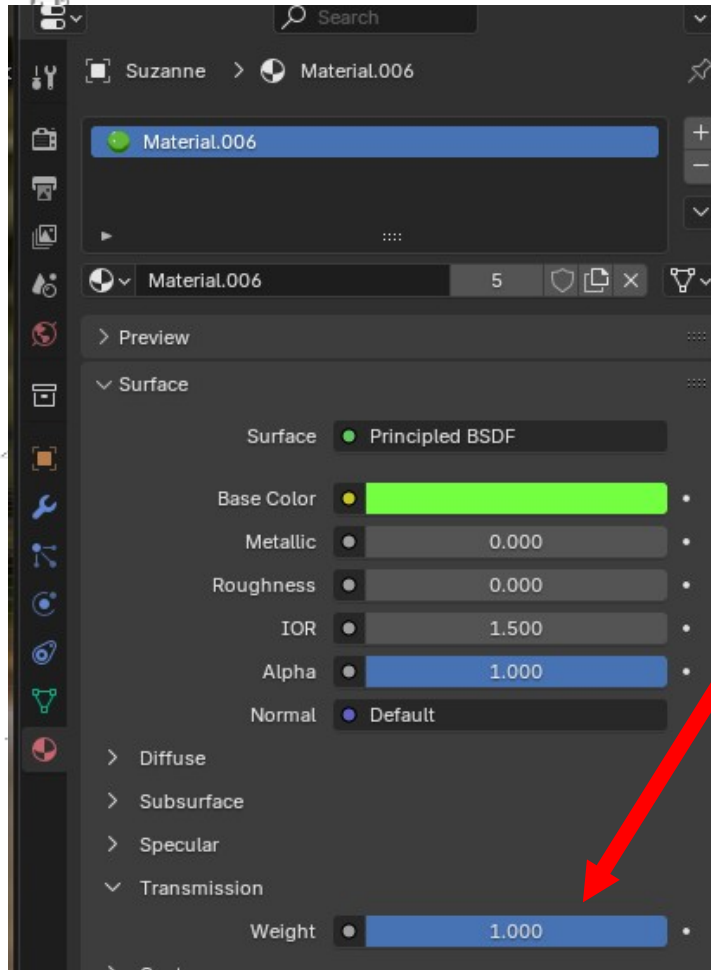 Search
Suzanne > Material.006
Material.006
Material.006 5
Preview
Surface
Surface Principled BSDF
Base Color
Metallic 0.000
Roughness 0.000
IOR 1.500
Alpha 1.000
Normal Default
Diffuse
Subsurface
Specular
Transmission
Weight 1.000